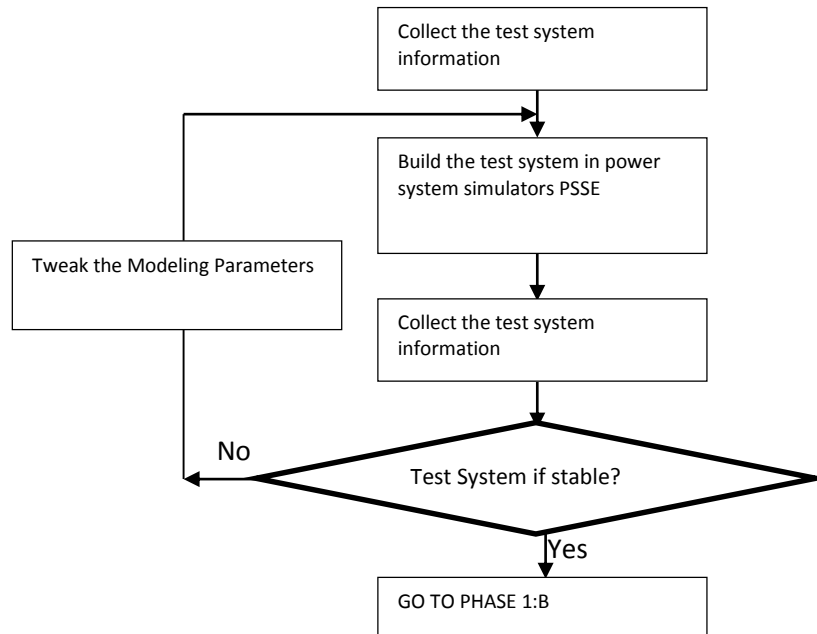 Collect the test system
information
Build the test system in power
system simulators PSSE
Tweak the Modeling Parameters
Collect the test system
information
No
Test System if stable?
Yes
GO TO PHASE 1:B